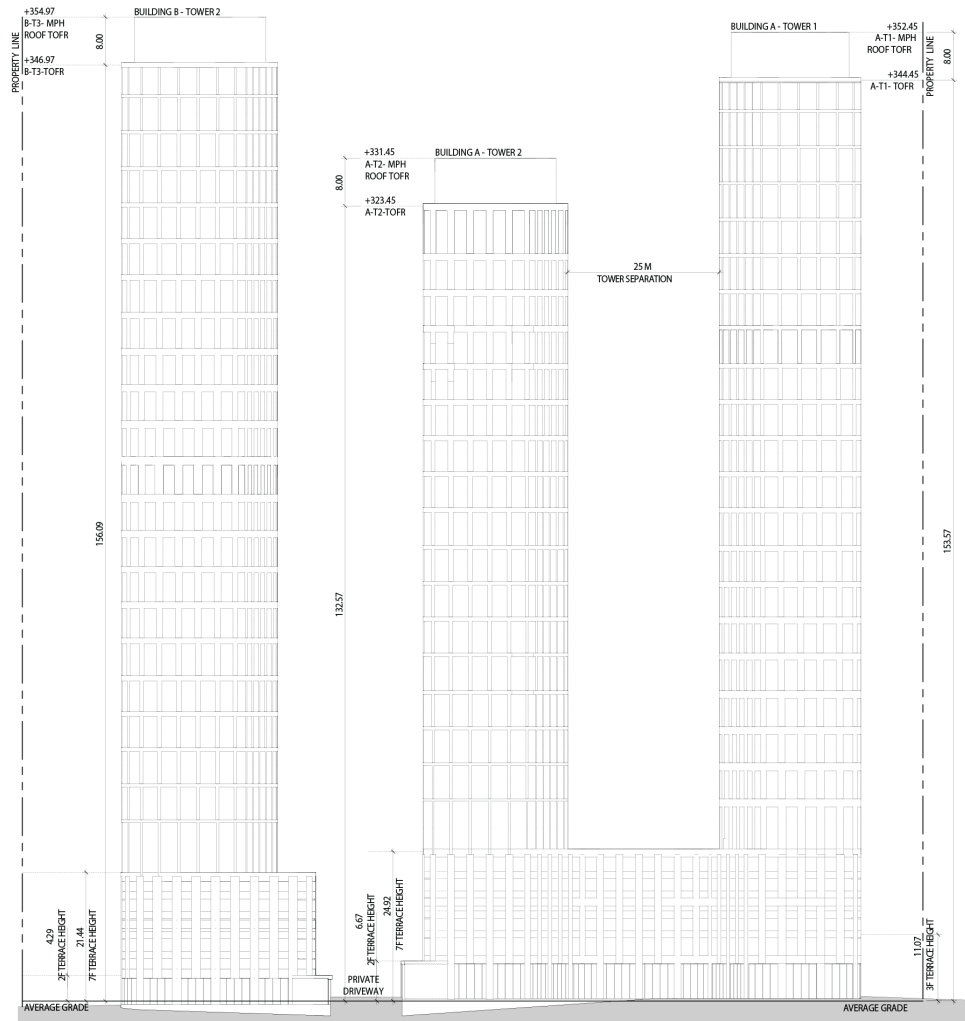 +354.97
B-T3- MPH
ROOF TOFR
PROPERTY LINE
8.00
BUILDING B - TOWER 2
+346.97
B-T3-TOFR
BUILDING A - TOWER 1
+352.45
A-T1- MPH
ROOF TOFR
PROPERTY LINE
8.00
+344.45
A-T1- TOFR
+331.45
A-T2- MPH
ROOF TOFR
BUILDING A - TOWER 2
8.00
+323.45
A-T2-TOFR
25 M
TOWER SEPARATION
156.09
132.57
153.57
4.29
2F TERRACE HEIGHT
21.44
7F TERRACE HEIGHT
6.67
2F TERRACE HEIGHT
24.92
7F TERRACE HEIGHT
11.07
3F TERRACE HEIGHT
PRIVATE
DRIVEWAY
AVERAGE GRADE
AVERAGE GRADE